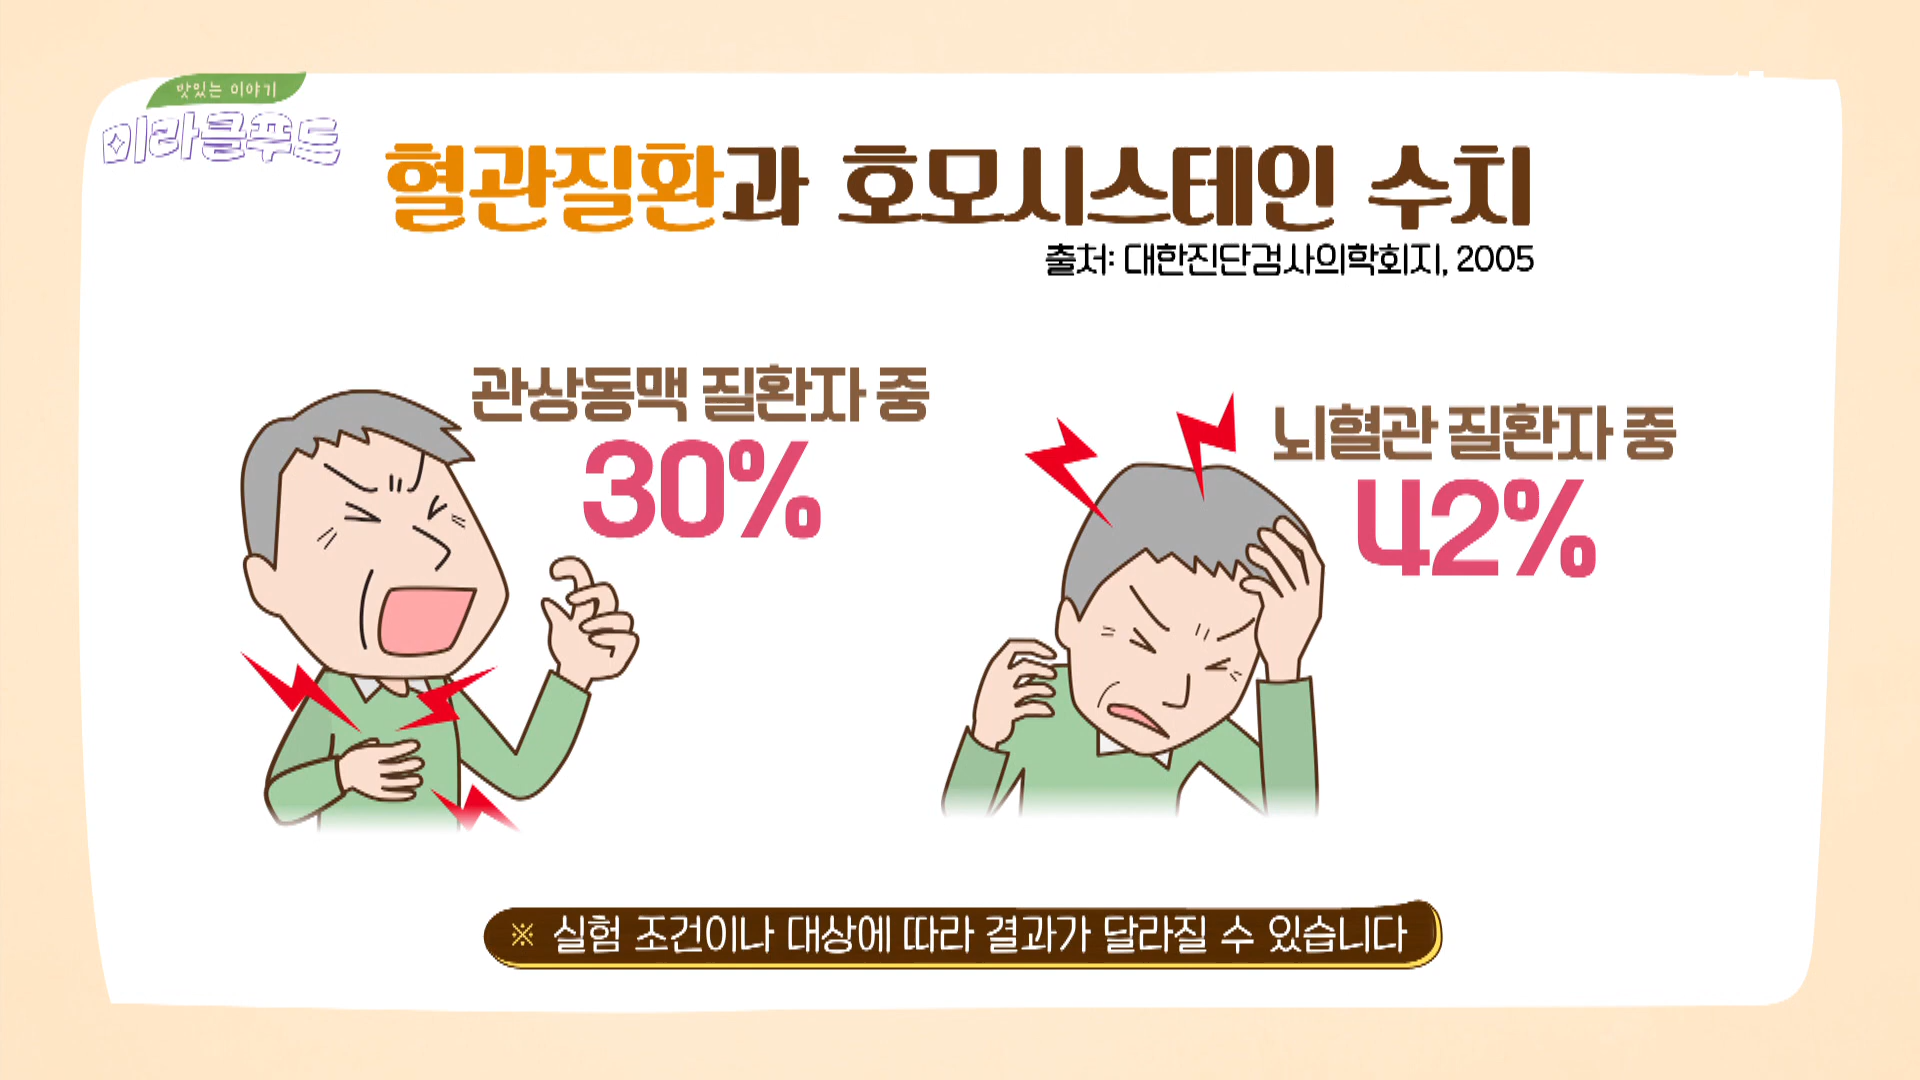 맛있는 이야기
미라클푸드
혈관질환과 호모시스테인 수치
출처: 대한진단검사의학회지, 2005
관상동맥 질환자 중
30%
뇌혈관 질환자 중
42%
※ 실험 조건이나 대상에 따라 결과가 달라질 수 있습니다